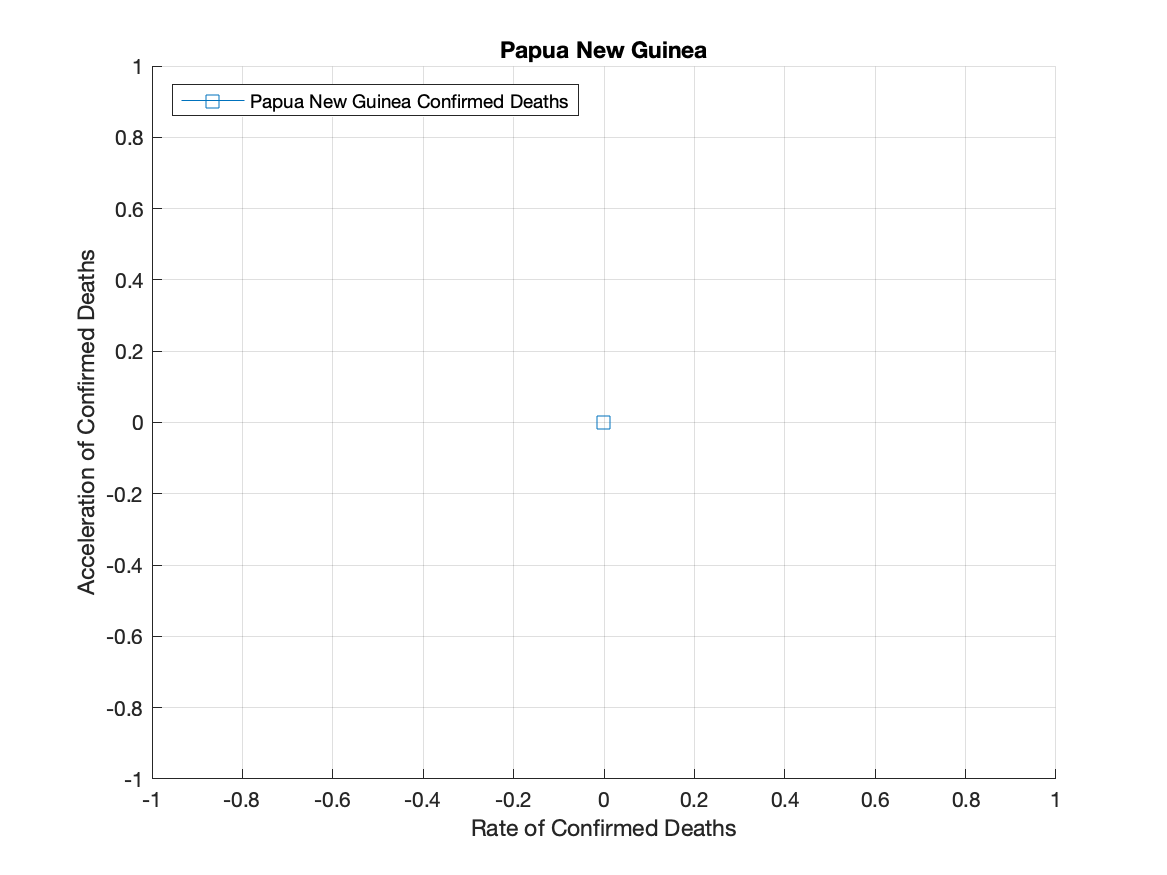 Papua New Guinea
Papua New Guinea Confirmed Deaths
1
0.8
0.6
0.4
0.2
0
-0.2
-0.4
-0.6
-0.8
-1
Acceleration of Confirmed Deaths
-1 -0.8 -0.6 -0.4 -0.2 0 0.2 0.4 0.6 0.8 1
Rate of Confirmed Deaths